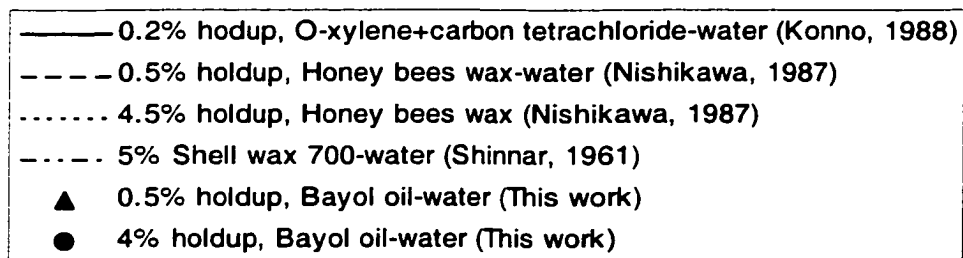 0.2% hodup, O-xylene+carbon tetrachloride-water (Konno, 1988)
0.5% holdup, Honey bees wax-water (Nishikawa, 1987)
4.5% holdup, Honey bees wax (Nishikawa, 1987)
5% Shell wax 700-water (Shinnar, 1961)
0.5% holdup, Bayol oil-water (This work)
4% holdup, Bayol oil-water (This work)